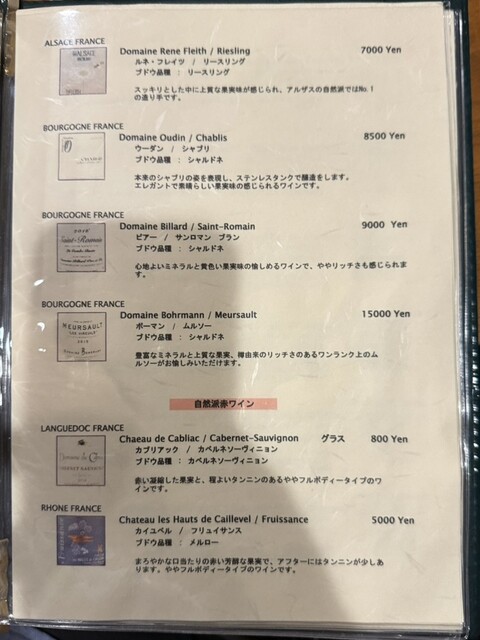 ALSACE FRANCE
Domaine Rene Fleith / Riesling 7000 Yen
ルネ・フレイツ / リースリング
ブドウ品種 : リースリング
スッキリとした中に上質な果実味が感じられ、アルザスの自然派ではNo.1
の造り手です。
BOURGOGNE FRANCE
Domaine Oudin / Chablis 8500 Yen
ウーダン / シャブリ
ブドウ品種 : シャルドネ
本来のシャブリの姿を表現し、ステンレスタンクで醸造をします。
エレガントで素晴らしい果実味の感じられるワインです。
BOURGOGNE FRANCE
Domaine Billard / Saint-Romain 9000 Yen
ビアー / サンロマン ブラン
ブドウ品種 : シャルドネ
心地よいミネラルと黄色い果実味の愉しめるワインで、ややリッチさも感じられま
す。
BOURGOGNE FRANCE
Domaine Bohrmann / Meursault 15000 Yen
MEURSAULT
ボーマン / ムルソー
ブドウ品種 : シャルドネ
豊富なミネラルと上質な果実、樽由来のリッチさのあるワンランク上のム
ルソーがお愉しみいただけます。
自然派赤ワイン
LANGUEDOC FRANCE
Chaeau de Cabliac / Cabernet-Sauvignon グラス 800 Yen
カブリアック / カベルネソーヴィニョン
ブドウ品種 : カベルネソーヴィニョン
赤い凝縮した果実と、程よいタンニンのあるややフルボディータイプのワ
インです。
RHONE FRANCE
Chateau les Hauts de Caillevel / Fruissance 5000 Yen
カイユベル / フリュイサンス
ブドウ品種 : メルロー
まろやかな口当たりの赤い芳醇な果実で、アフターにはタンニンが少しあ
ります。ややフルボディータイプのワインです。